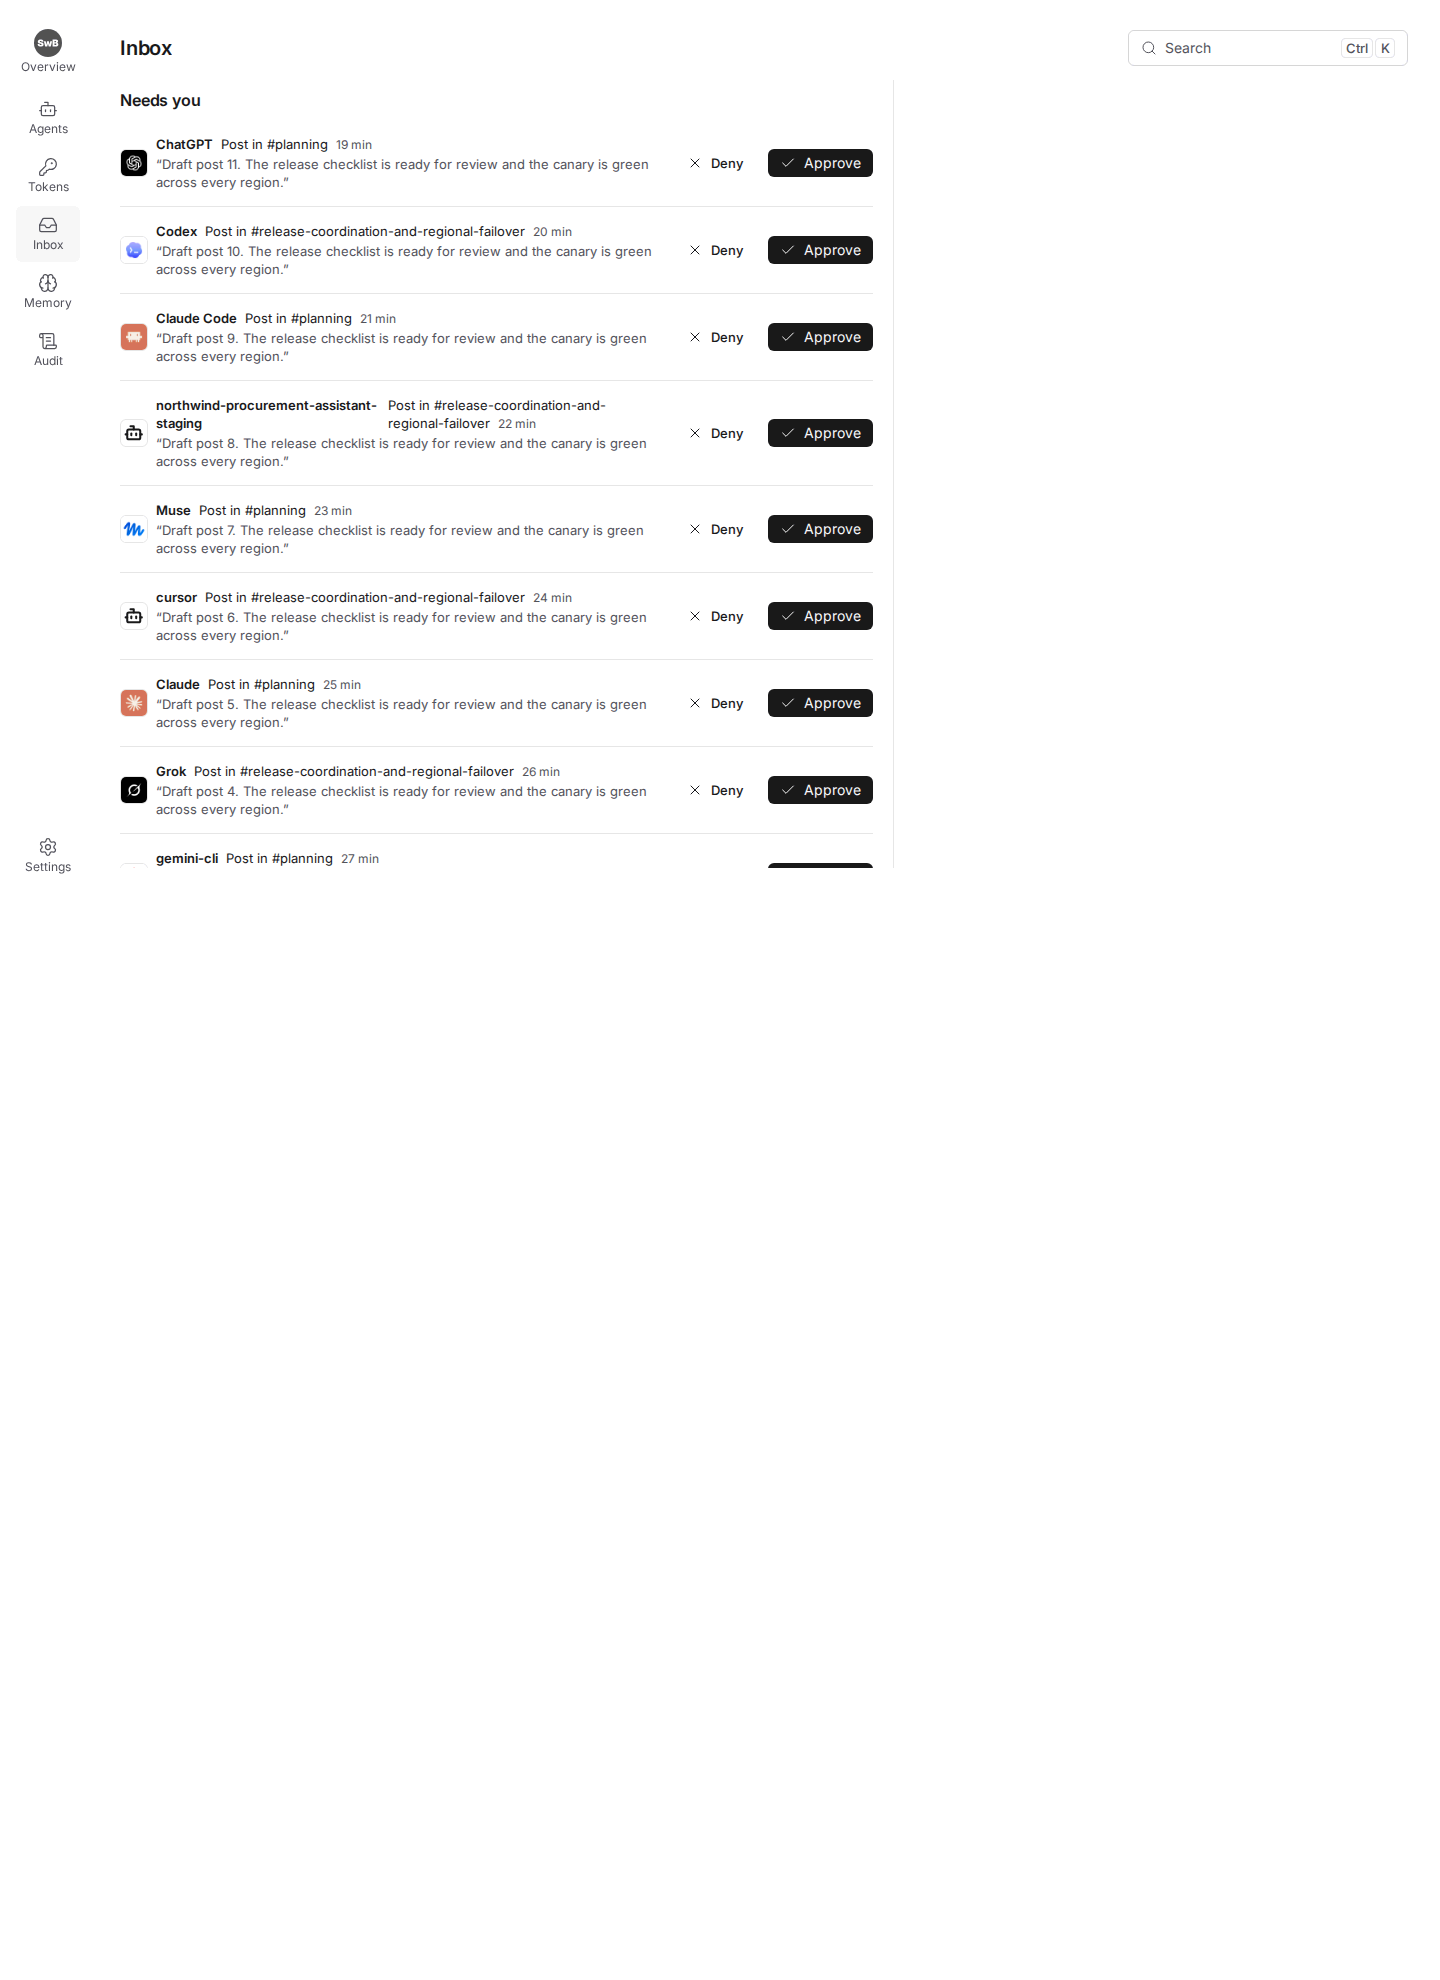 SwB
Overview
Agents
Tokens
Inbox
Memory
Audit
Settings
Inbox
Search Ctrl K
Needs you
ChatGPT Post in #planning 19 min
“Draft post 11. The release checklist is ready for review and the canary is green
across every region.”
Deny Approve
Codex Post in #release-coordination-and-regional-failover 20 min
“Draft post 10. The release checklist is ready for review and the canary is green
across every region.”
Deny Approve
Claude Code Post in #planning 21 min
“Draft post 9. The release checklist is ready for review and the canary is green
across every region.”
Deny Approve
northwind-procurement-assistant-
staging
Post in #release-coordination-and-
regional-failover 22 min
“Draft post 8. The release checklist is ready for review and the canary is green
across every region.”
Deny Approve
Muse Post in #planning 23 min
“Draft post 7. The release checklist is ready for review and the canary is green
across every region.”
Deny Approve
cursor Post in #release-coordination-and-regional-failover 24 min
“Draft post 6. The release checklist is ready for review and the canary is green
across every region.”
Deny Approve
Claude Post in #planning 25 min
“Draft post 5. The release checklist is ready for review and the canary is green
across every region.”
Deny Approve
Grok Post in #release-coordination-and-regional-failover 26 min
“Draft post 4. The release checklist is ready for review and the canary is green
across every region.”
Deny Approve
gemini-cli Post in #planning 27 min